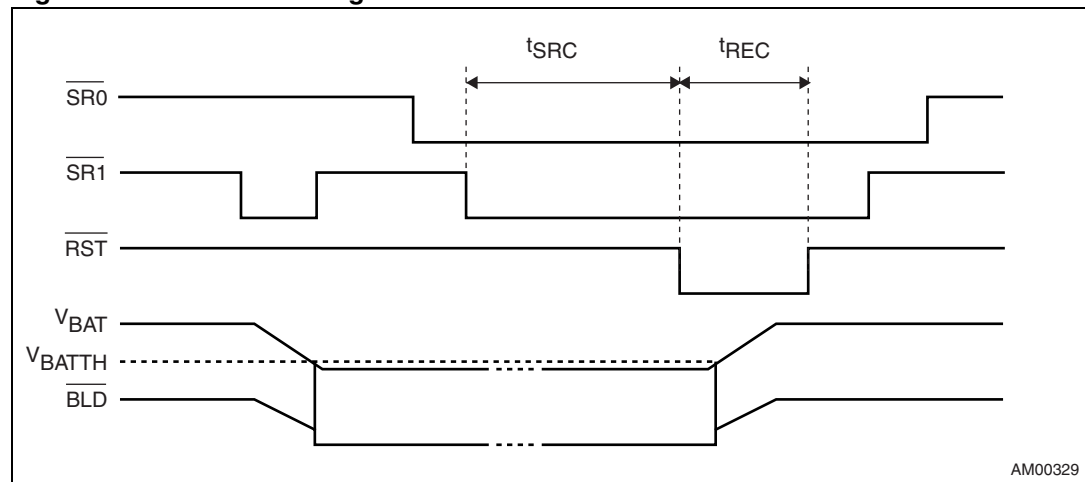 tSRC tREC
SR0
SR1
RST
VBAT
VBATTH
BLD
AM00329